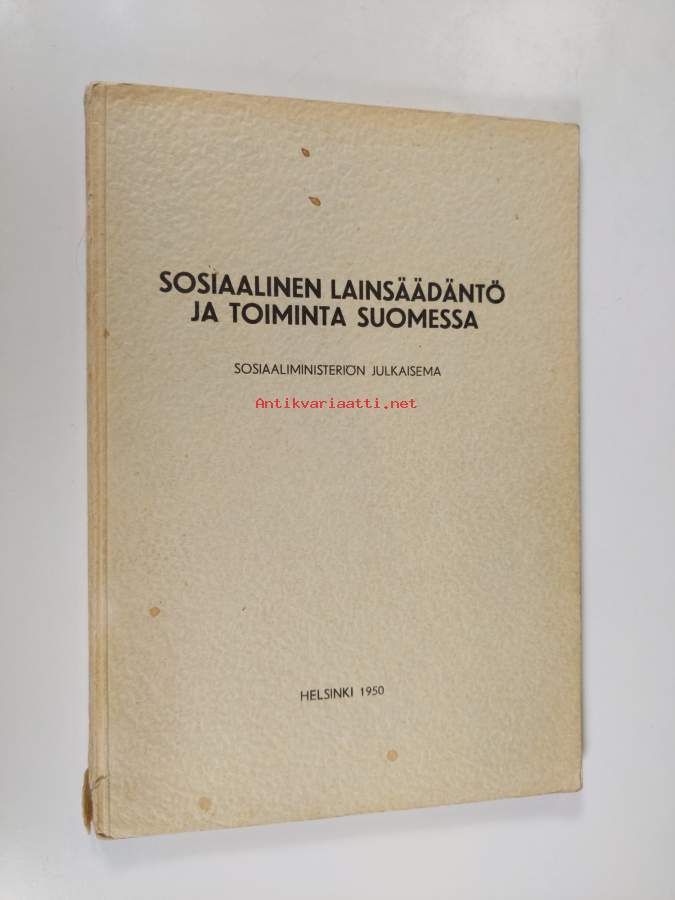 SOSIAALINEN LAINSÄÄDÄNTÖ
JA TOIMINTA SUOMESSA
SOSIAALIMINISTERIÖN JULKAISEMA
Antikvariaatti.net
HELSINKI 1950